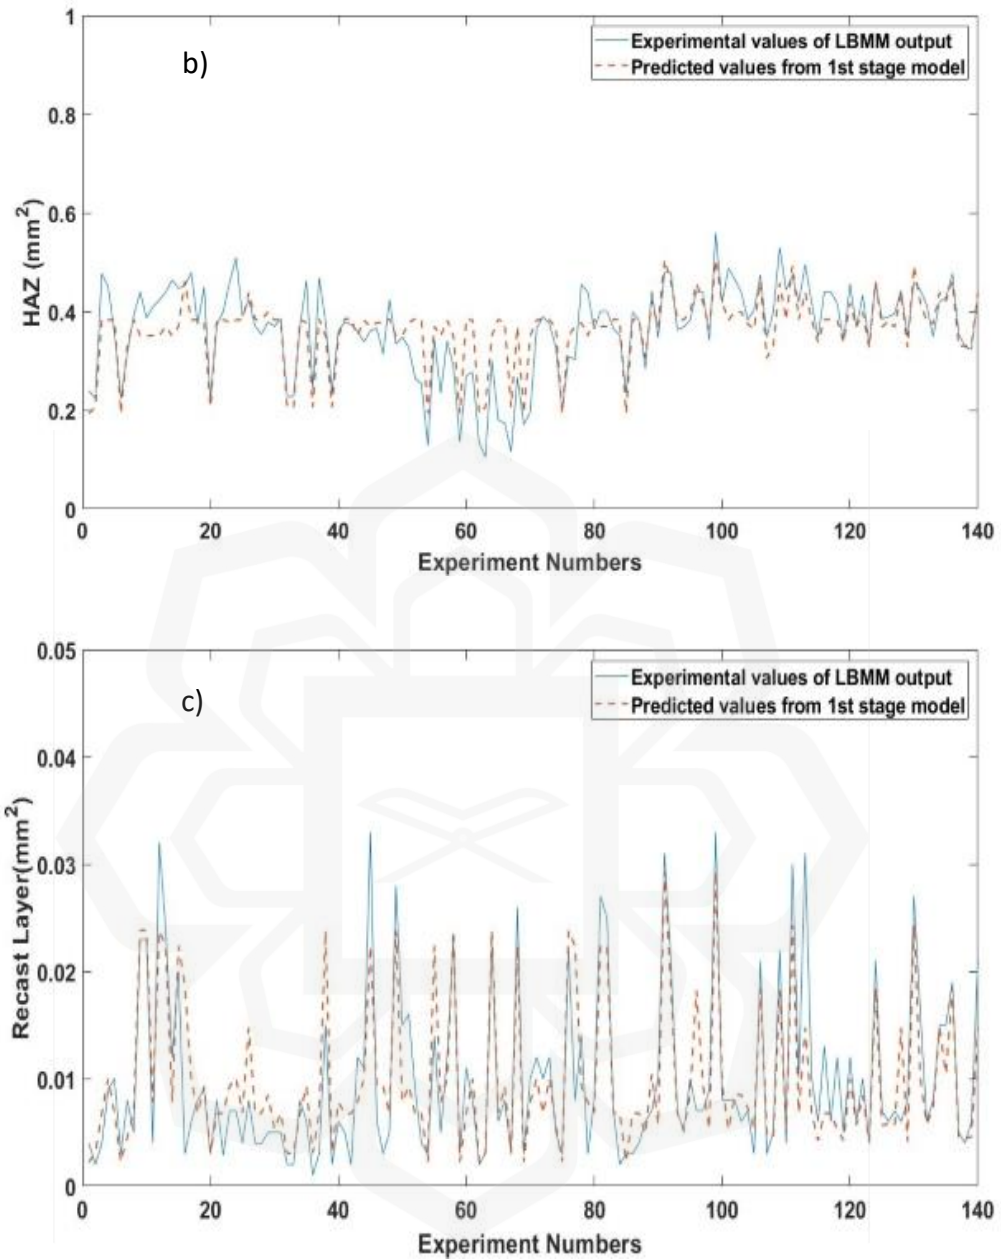 1
b)
Experimental values of LBMM output
Predicted values from 1st stage model
0.8
0.6
HAZ (mm²)
0.4
0.2
0
0 20 40 60 80 100 120 140
Experiment Numbers
0.05
Experimental values of LBMM output
c)
Predicted values from 1st stage model
0.04
0.03
Recast Layer(mm²)
0.02
0.01
0
0 20 40 60 80 100 120 140
Experiment Numbers